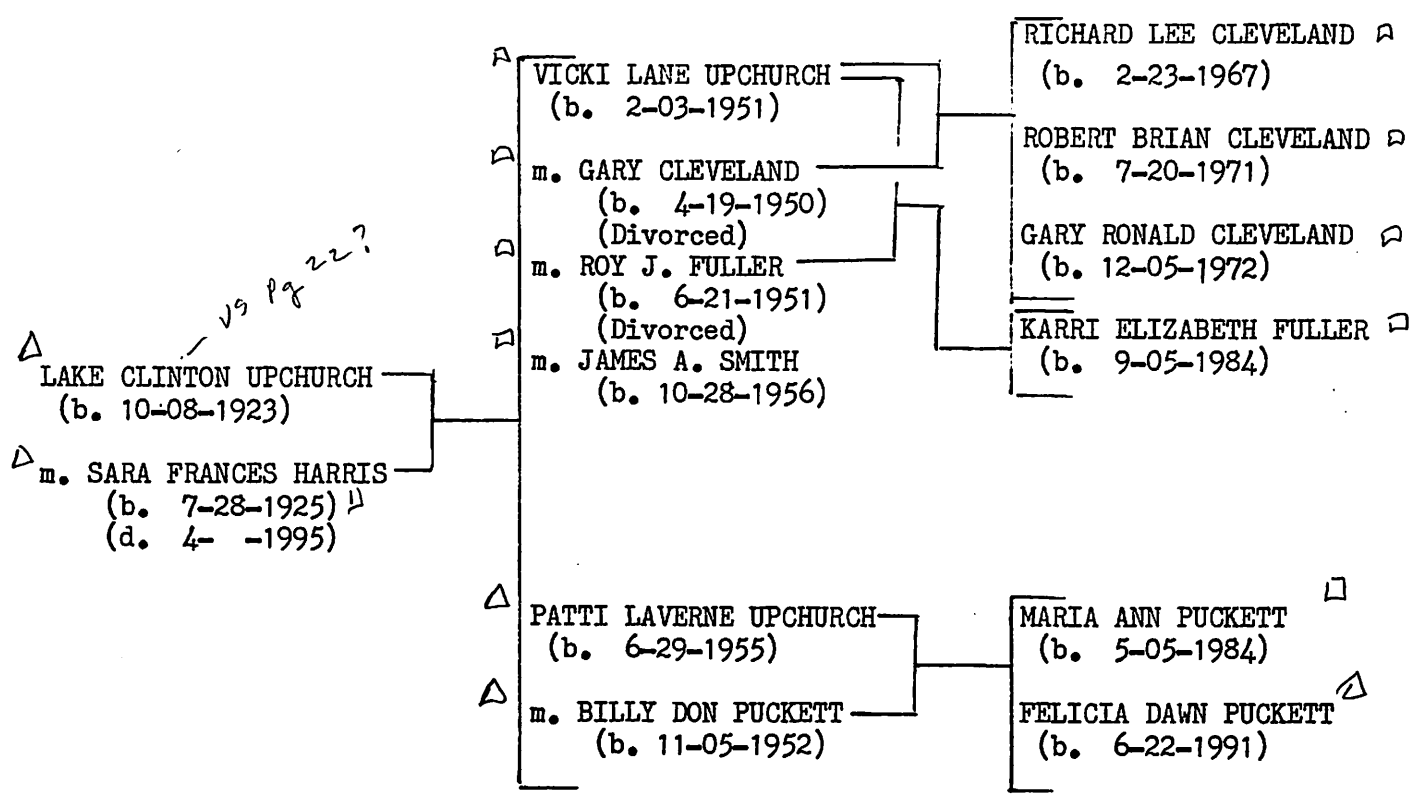 VICKI LANE UPCHURCH
(b. 2-03-1951)
m. GARY CLEVELAND
(b. 4-19-1950)
(Divorced)
m. ROY J. FULLER
(b. 6-21-1951)
(Divorced)
m. JAMES A. SMITH
(b. 10-28-1956)
RICHARD LEE CLEVELAND
(b. 2-23-1967)
ROBERT BRIAN CLEVELAND
(b. 7-20-1971)
GARY RONALD CLEVELAND
(b. 12-05-1972)
KARRI ELIZABETH FULLER
(b. 9-05-1984)
vs pg 22?
LAKE CLINTON UPCHURCH
(b. 10-08-1923)
m. SARA FRANCES HARRIS
(b. 7-28-1925)
(d. 4- -1995)
PATTI LAVERNE UPCHURCH
(b. 6-29-1955)
m. BILLY DON PUCKETT
(b. 11-05-1952)
MARIA ANN PUCKETT
(b. 5-05-1984)
FELICIA DAWN PUCKETT
(b. 6-22-1991)